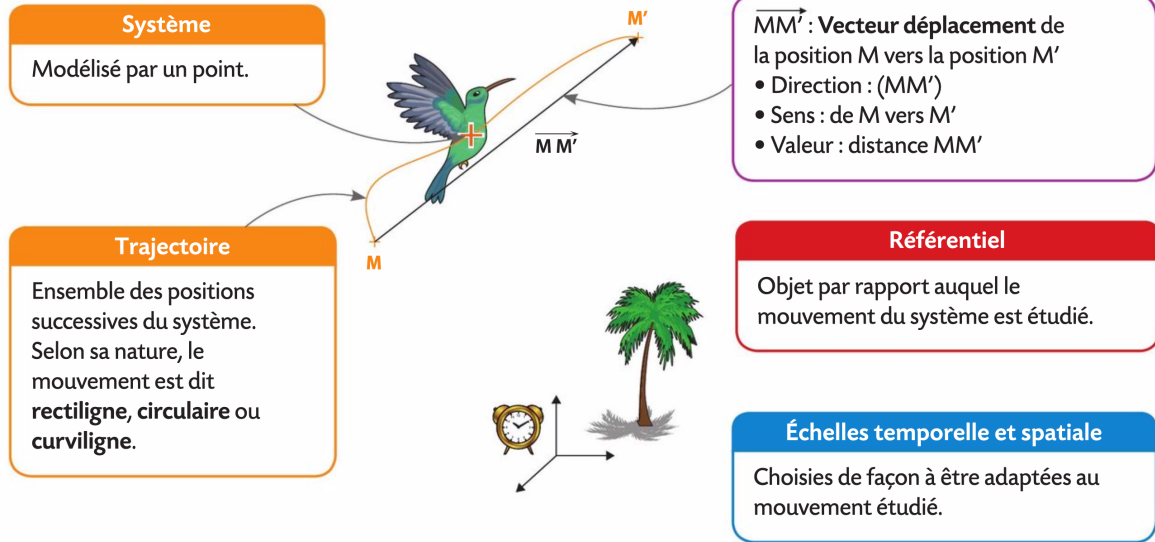 Système
Modélisé par un point.
M'
M M'
M
MM' : Vecteur déplacement de
la position M vers la position M'
• Direction : (MM')
• Sens : de M vers M'
• Valeur : distance MM'
Trajectoire
Ensemble des positions
successives du système.
Selon sa nature, le
mouvement est dit
rectiligne, circulaire ou
curviligne.
Référentiel
Objet par rapport auquel le
mouvement du système est étudié.
Échelles temporelle et spatiale
Choisies de façon à être adaptées au
mouvement étudié.